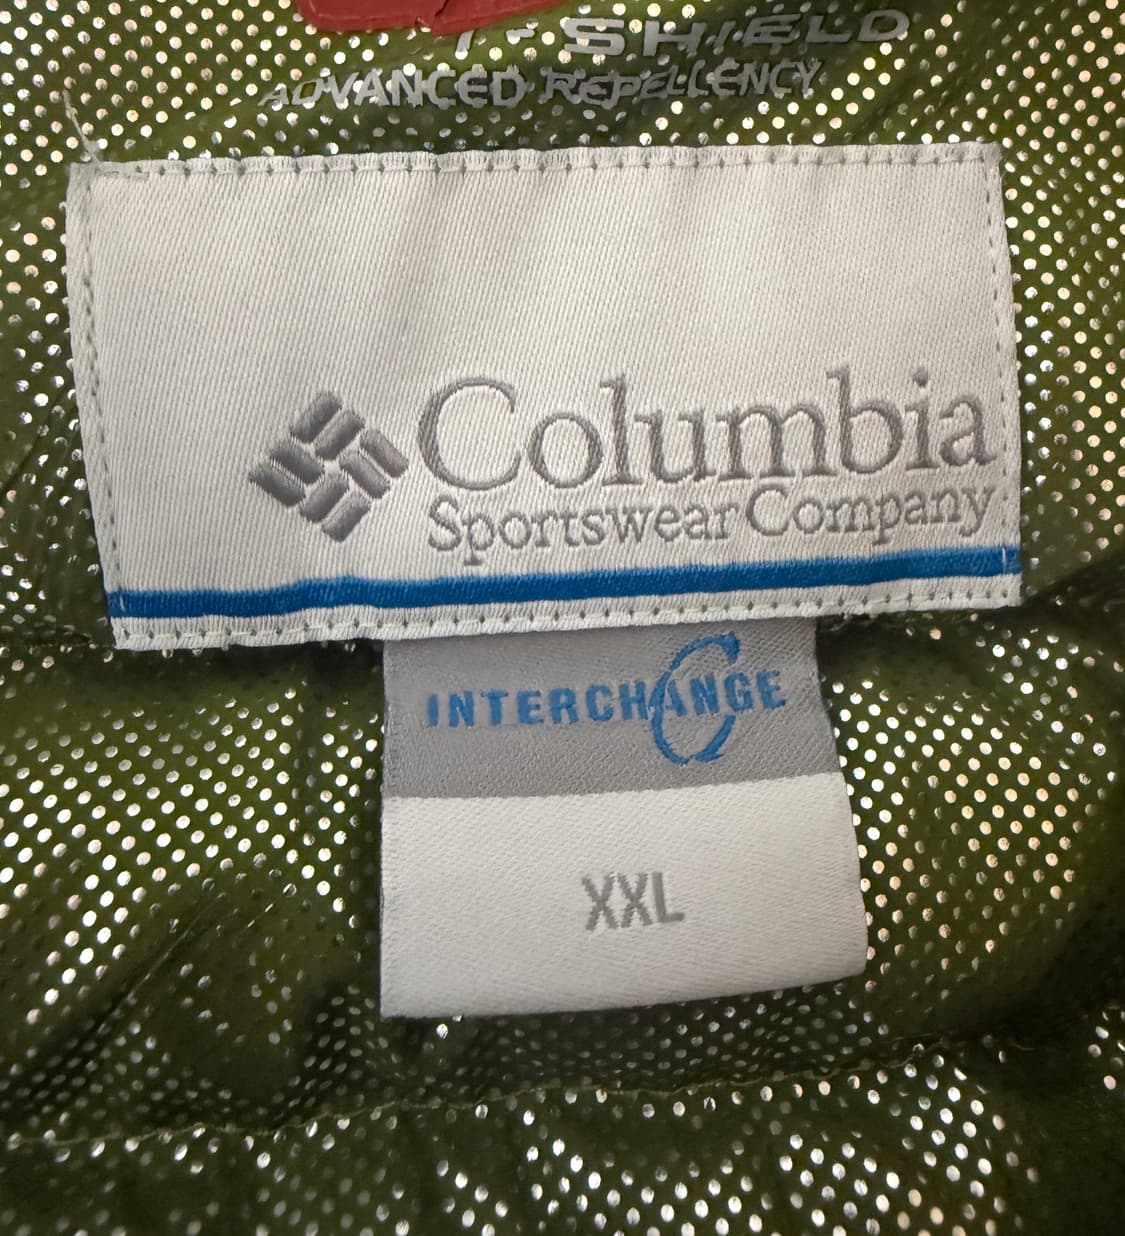 -SHIELD
ADVANCED REPELLENCY
Columbia
Sportswear Company
INTERCHANGE
XXL